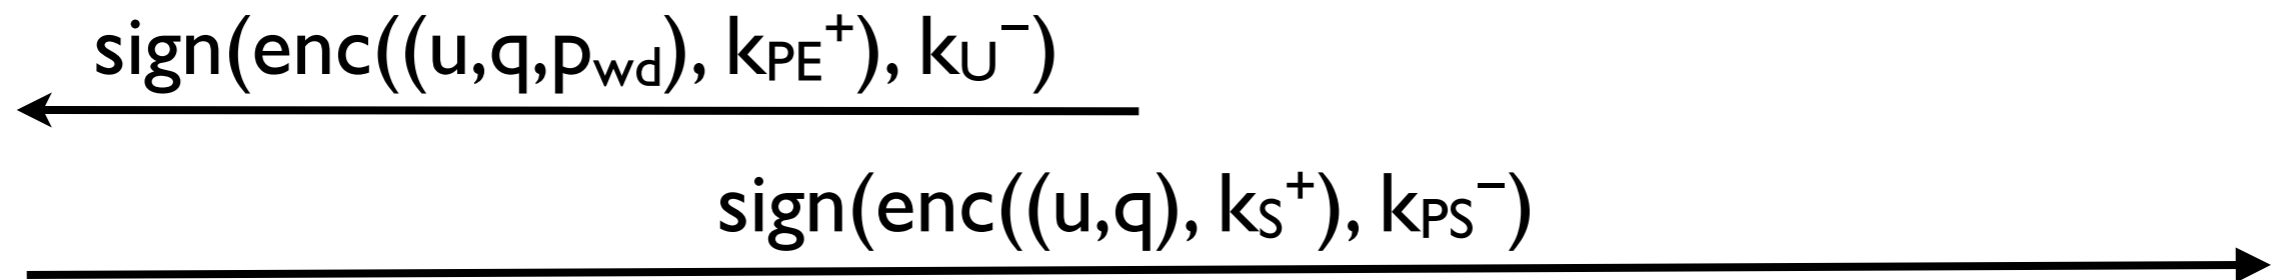 sign(enc((u,q,pwd), kPE⁺), kU⁻)
sign(enc((u,q), kS⁺), kPS⁻)